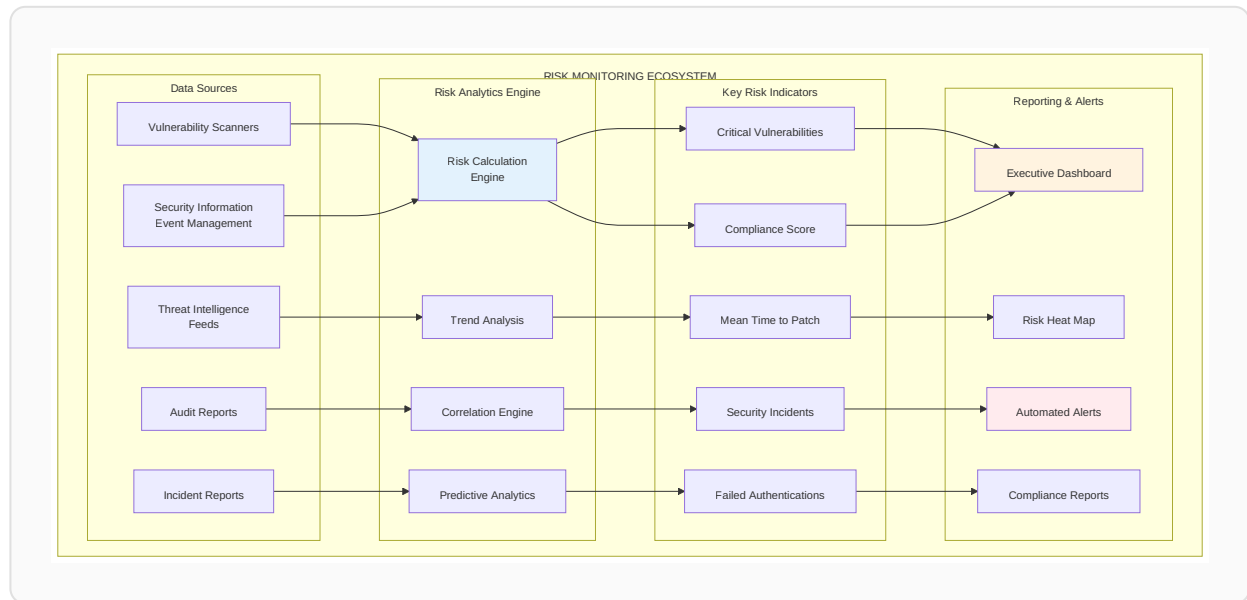 RISK MONITORING ECOSYSTEM
Data Sources
Vulnerability Scanners
Security Information
Event Management
Threat Intelligence
Feeds
Audit Reports
Incident Reports
Risk Analytics Engine
Risk Calculation
Engine
Trend Analysis
Correlation Engine
Predictive Analytics
Key Risk Indicators
Critical Vulnerabilities
Compliance Score
Mean Time to Patch
Security Incidents
Failed Authentications
Reporting & Alerts
Executive Dashboard
Risk Heat Map
Automated Alerts
Compliance Reports